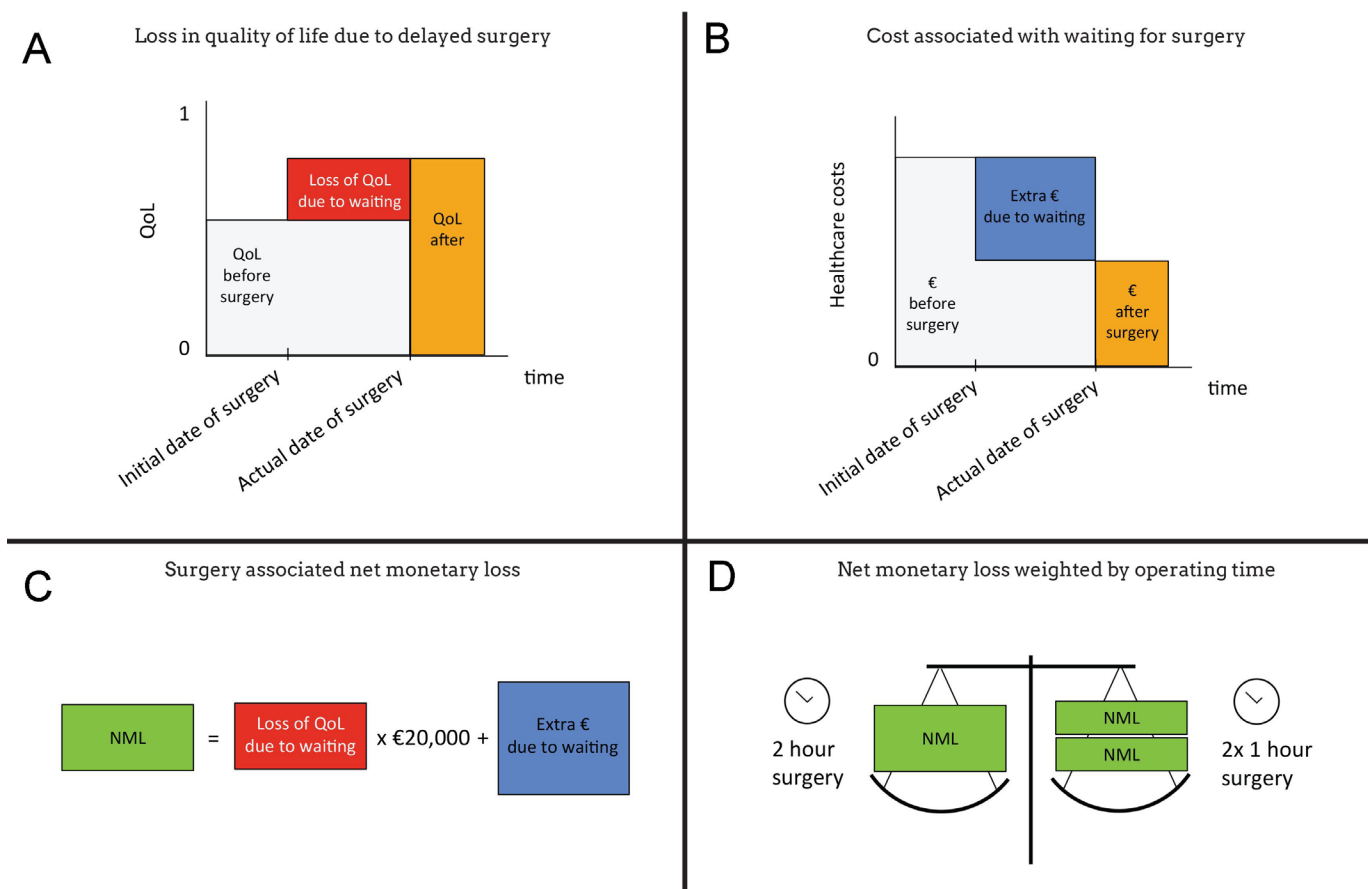 A
Loss in quality of life due to delayed surgery
1
QoL
0
Loss of QoL
due to waiting
QoL
before
surgery
QoL
after
time
Initial date of surgery
Actual date of surgery
B
Cost associated with waiting for surgery
Healthcare costs
0
Extra €
due to waiting
€
before
surgery
€
after
surgery
time
Initial date of surgery
Actual date of surgery
C
Surgery associated net monetary loss
NML
=
Loss of QoL
due to waiting
x €20,000 +
Extra €
due to waiting
D
Net monetary loss weighted by operating time
2 hour
surgery
NML
NML
NML
2x 1 hour
surgery